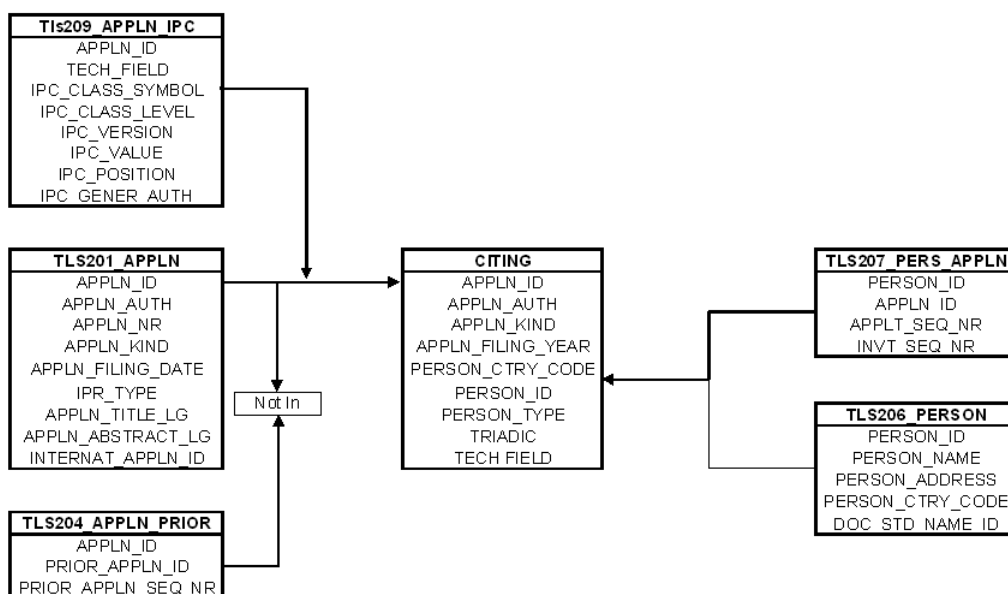 Tls209_APPLN_IPC
APPLN_ID
TECH_FIELD
IPC_CLASS_SYMBOL
IPC_CLASS_LEVEL
IPC_VERSION
IPC_VALUE
IPC_POSITION
IPC_GENER_AUTH
TLS201_APPLN
APPLN_ID
APPLN_AUTH
APPLN_NR
APPLN_KIND
APPLN_FILING_DATE
IPR_TYPE
APPLN_TITLE_LG
APPLN_ABSTRACT_LG
INTERNAT_APPLN_ID
Not In
TLS204_APPLN_PRIOR
APPLN_ID
PRIOR_APPLN_ID
PRIOR_APPLN_SEQ_NR
CITING
APPLN_ID
APPLN_AUTH
APPLN_KIND
APPLN_FILING_YEAR
PERSON_CTRY_CODE
PERSON_ID
PERSON_TYPE
TRIADIC
TECH FIELD
TLS207_PERS_APPLN
PERSON_ID
APPLN_ID
APPLT_SEQ_NR
INVT_SEQ_NR
TLS206_PERSON
PERSON_ID
PERSON_NAME
PERSON_ADDRESS
PERSON_CTRY_CODE
DOC_STD_NAME_ID